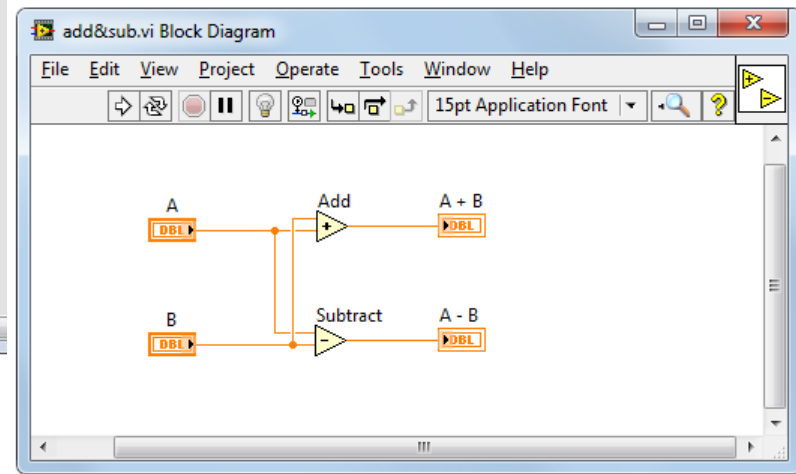 add&sub.vi Block Diagram
File Edit View Project Operate Tools Window Help
15pt Application Font
A Add A + B
DBL + DBL
B Subtract A - B
DBL - DBL